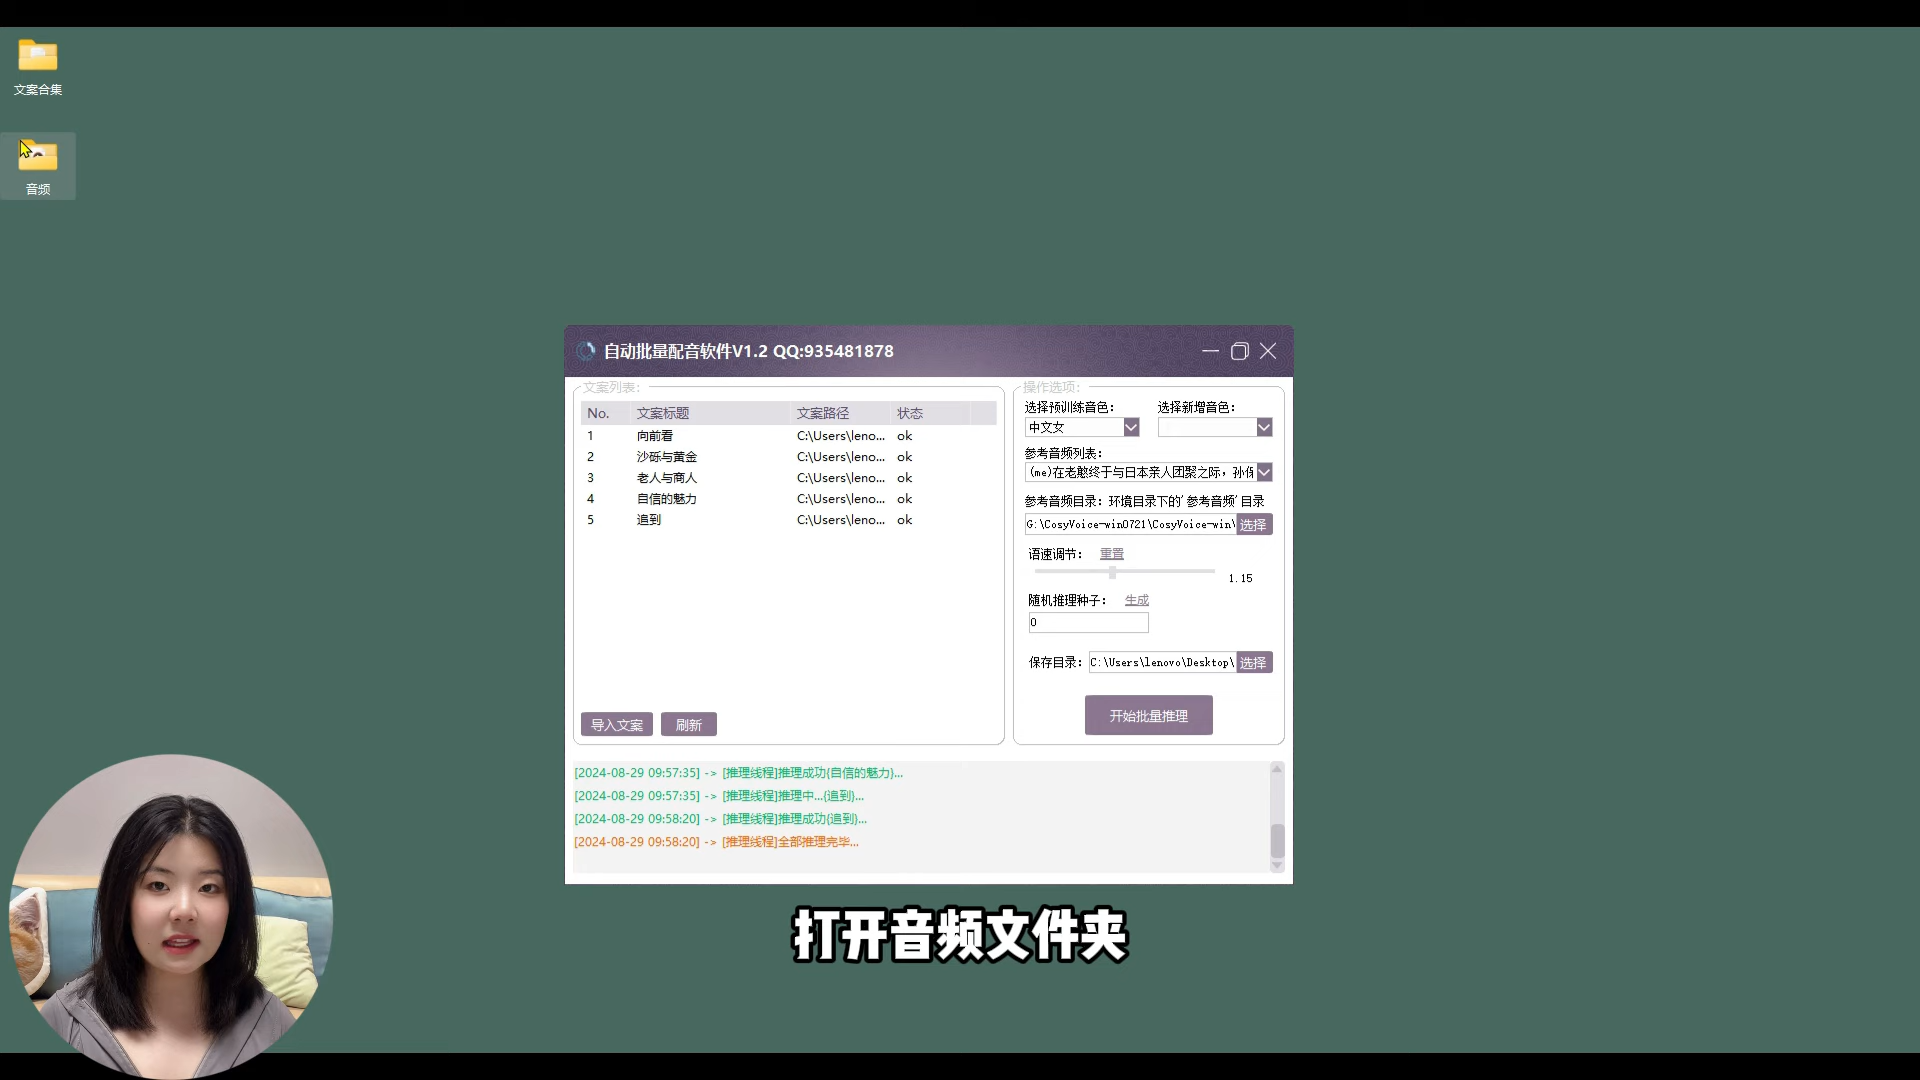 文案合集
音频
自动批量配音软件V1.2 QQ:935481878
文案列表:
No. 文案标题 文案路径 状态
1 向前看 C:\Users\leno... ok
2 沙砾与黄金 C:\Users\leno... ok
3 老人与商人 C:\Users\leno... ok
4 自信的魅力 C:\Users\leno... ok
5 追到 C:\Users\leno... ok
导入文案 刷新
操作选项:
选择预训练音色: 选择新增音色:
中文女
参考音频列表:
(me)在老憨终于与日本亲人团聚之际，孙保
参考音频目录: 环境目录下的'参考音频'目录
G:\CosyVoice-win0721\CosyVoice-win\ 选择
语速调节: 重置
1.15
随机推理种子: 生成
0
保存目录: C:\Users\lenovo\Desktop\ 选择
开始批量推理
[2024-08-29 09:57:35] -> [推理线程]推理成功{自信的魅力}...
[2024-08-29 09:57:35] -> [推理线程]推理中...{追到}...
[2024-08-29 09:58:20] -> [推理线程]推理成功{追到}...
[2024-08-29 09:58:20] -> [推理线程]全部推理完毕...
打开音频文件夹